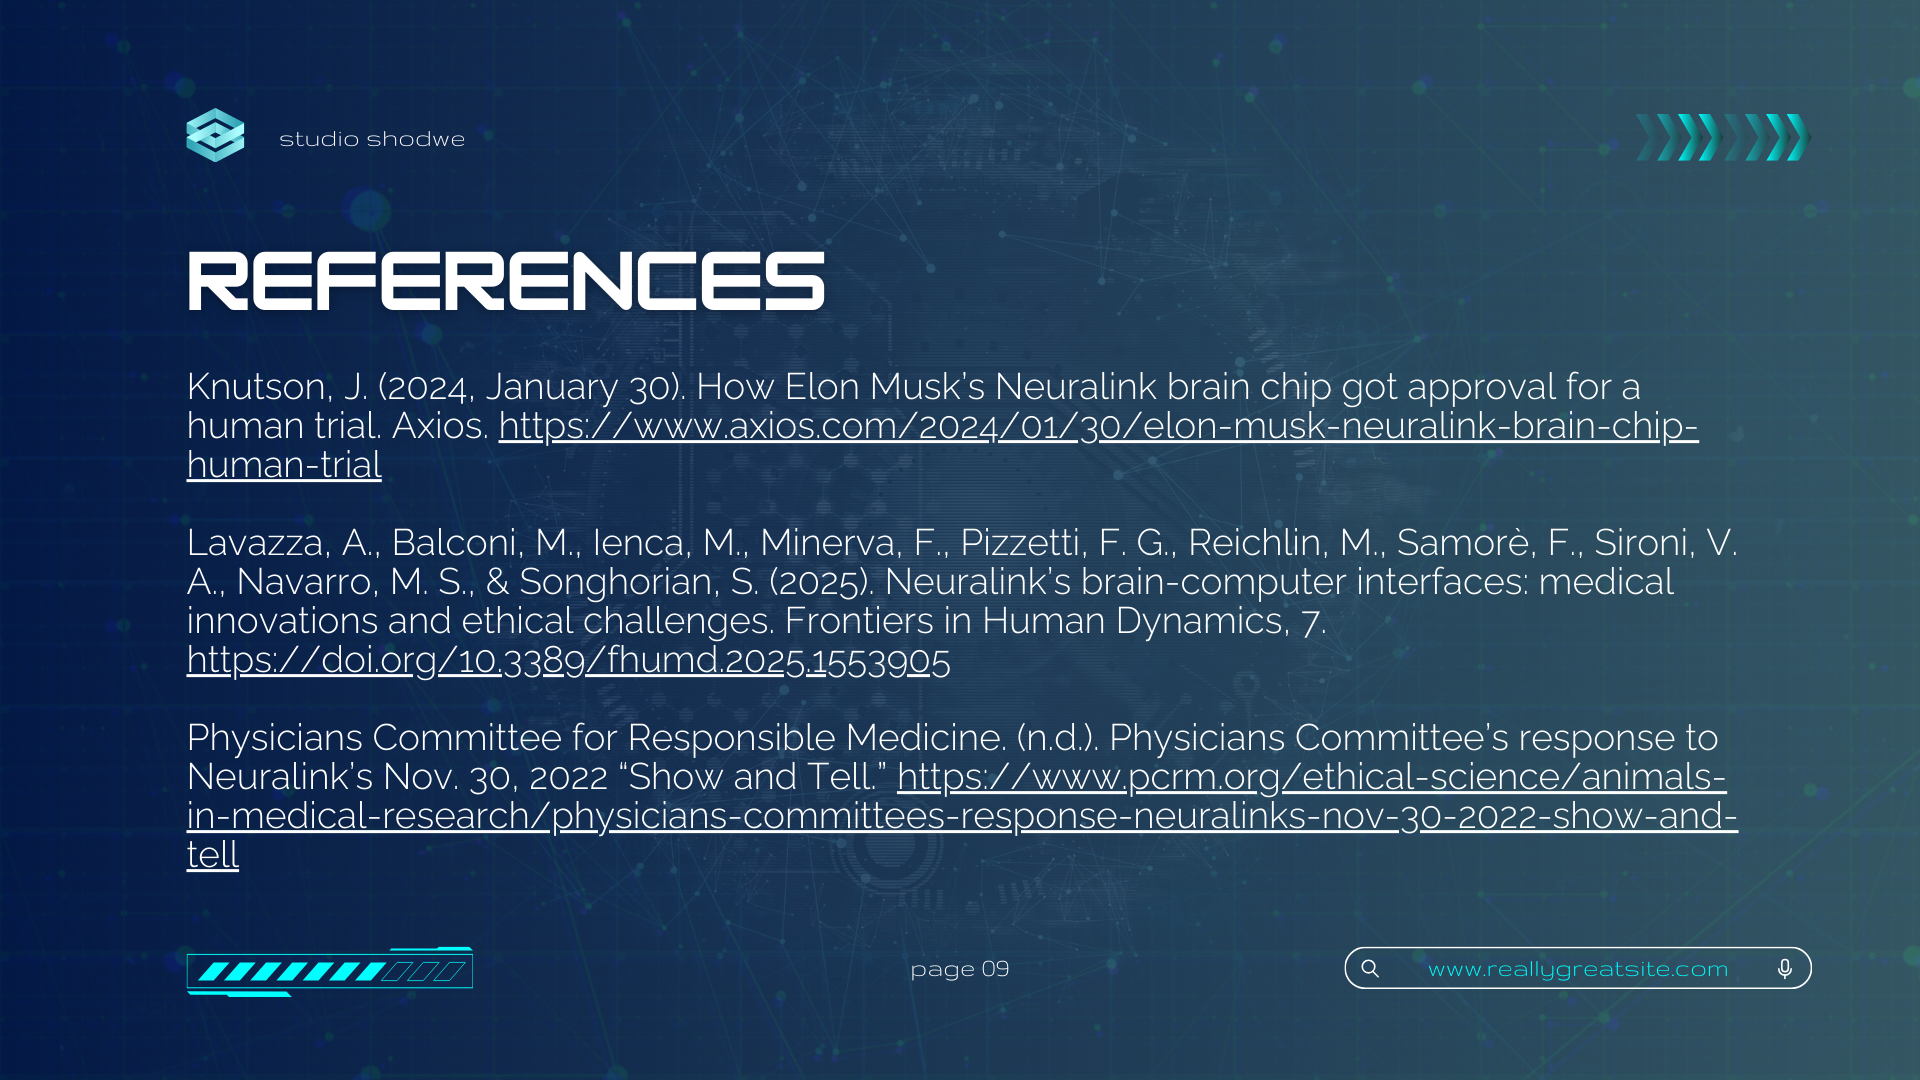 studio shodwe
REFERENCES
Knutson, J. (2024, January 30). How Elon Musk’s Neuralink brain chip got approval for a
human trial. Axios. https://www.axios.com/2024/01/30/elon-musk-neuralink-brain-chip-
human-trial
Lavazza, A., Balconi, M., Ienca, M., Minerva, F., Pizzetti, F. G., Reichlin, M., Samorè, F., Sironi, V.
A., Navarro, M. S., & Songhorian, S. (2025). Neuralink’s brain-computer interfaces: medical
innovations and ethical challenges. Frontiers in Human Dynamics, 7.
https://doi.org/10.3389/fhumd.2025.1553905
Physicians Committee for Responsible Medicine. (n.d.). Physicians Committee’s response to
Neuralink’s Nov. 30, 2022 “Show and Tell.” https://www.pcrm.org/ethical-science/animals-
in-medical-research/physicians-committees-response-neuralinks-nov-30-2022-show-and-
tell
page 09
www.reallygreatsite.com